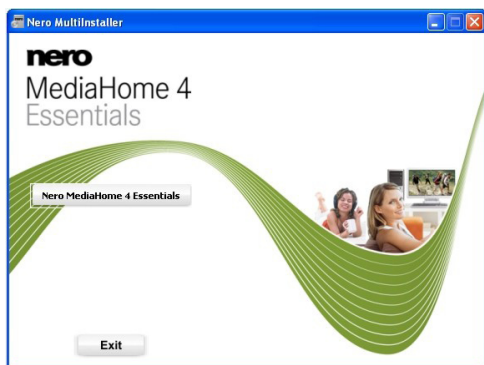 Nero MultiInstaller
nero
MediaHome 4
Essentials
Nero MediaHome 4 Essentials
Exit